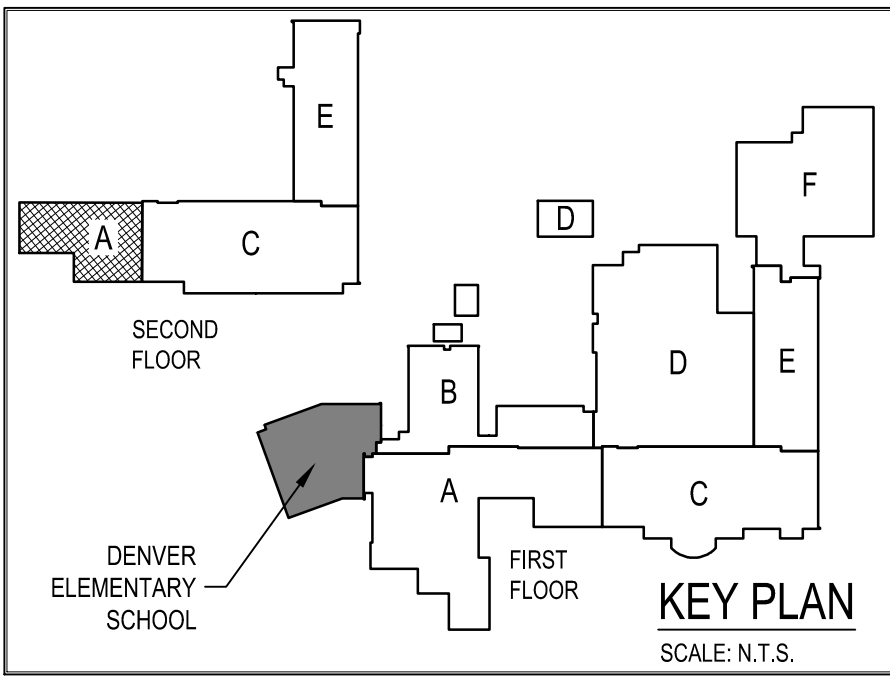 E
A
C
SECOND
FLOOR
D
F
B
D
E
A
C
DENVER
ELEMENTARY
SCHOOL
FIRST
FLOOR
KEY PLAN
SCALE: N.T.S.